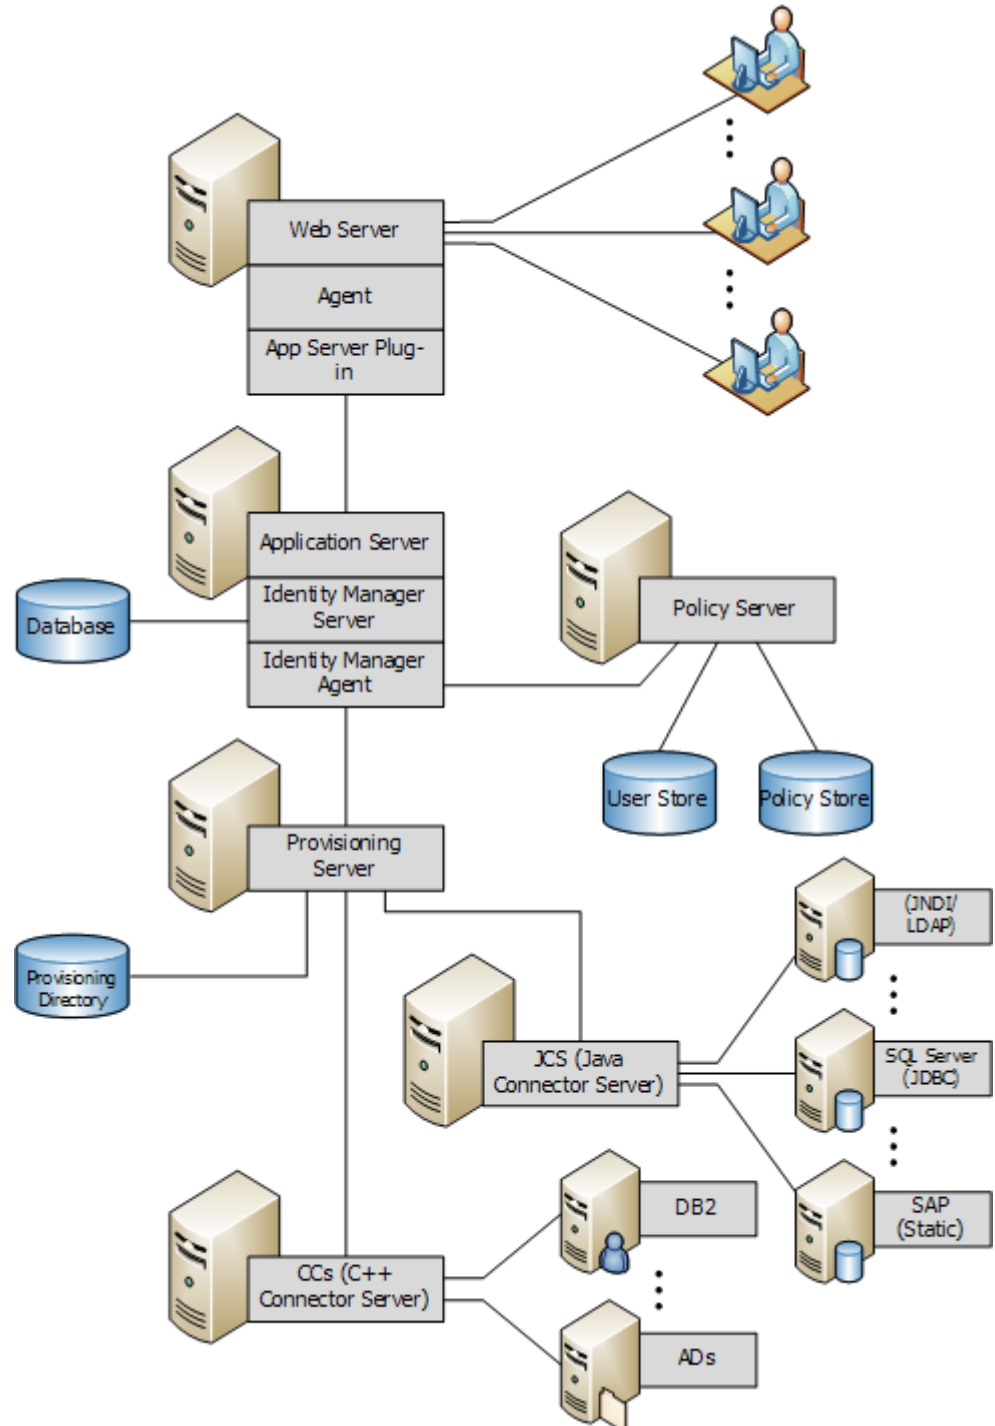 Web Server
Agent
App Server Plug-
in
Application Server
Identity Manager
Server
Identity Manager
Agent
Database
Policy Server
User Store
Policy Store
Provisioning
Server
Provisioning
Directory
(JNDI/
LDAP)
JCS (Java
Connector Server)
SQL Server
(JDBC)
SAP
(Static)
DB2
CCs (C++
Connector Server)
ADs